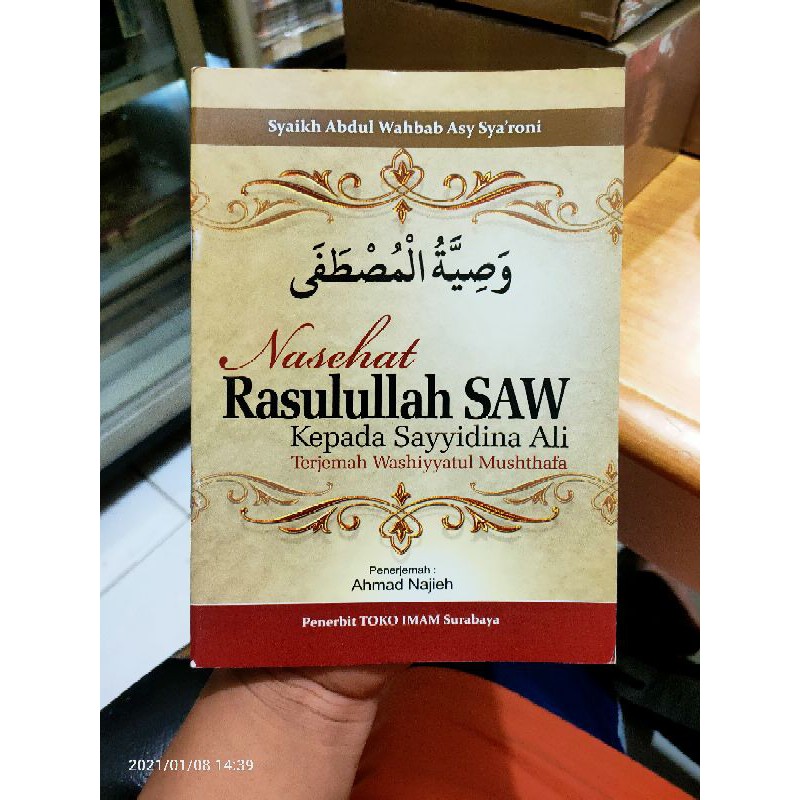 Syaikh Abdul Wahbab Asy Sya'roni
وَصِيَّةُ الْمُصْطَفَى
Nasehat
Rasulullah SAW
Kepada Sayyidina Ali
Terjemah Washiyyatul Mushthafa
Penerjemah :
Ahmad Najieh
Penerbit TOKO IMAM Surabaya
2021/01/08 14:39